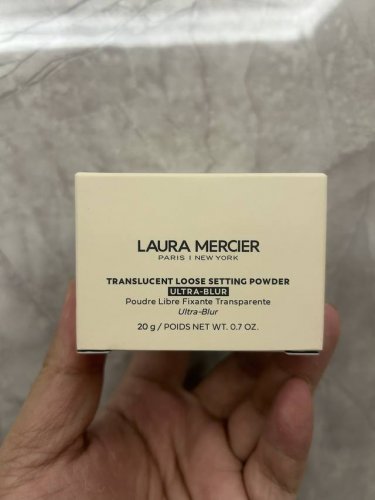 LAURA MERCIER
PARIS | NEW YORK
TRANSLUCENT LOOSE SETTING POWDER
ULTRA-BLUR
Poudre Libre Fixante Transparente
Ultra-Blur
20 g / POIDS NET WT. 0.7 OZ.